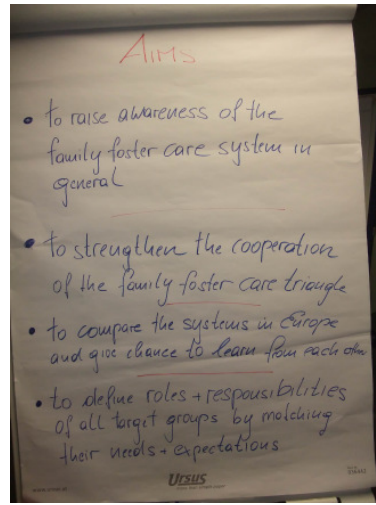 AIMS
• to raise awareness of the
family foster care system in
general
• to strengthen the cooperation
of the family foster care triangle
• to compare the systems in Europe
and give chance to learn from each other
• to define roles + responsibilities
of all target groups by matching
their needs + expectations
URSUS